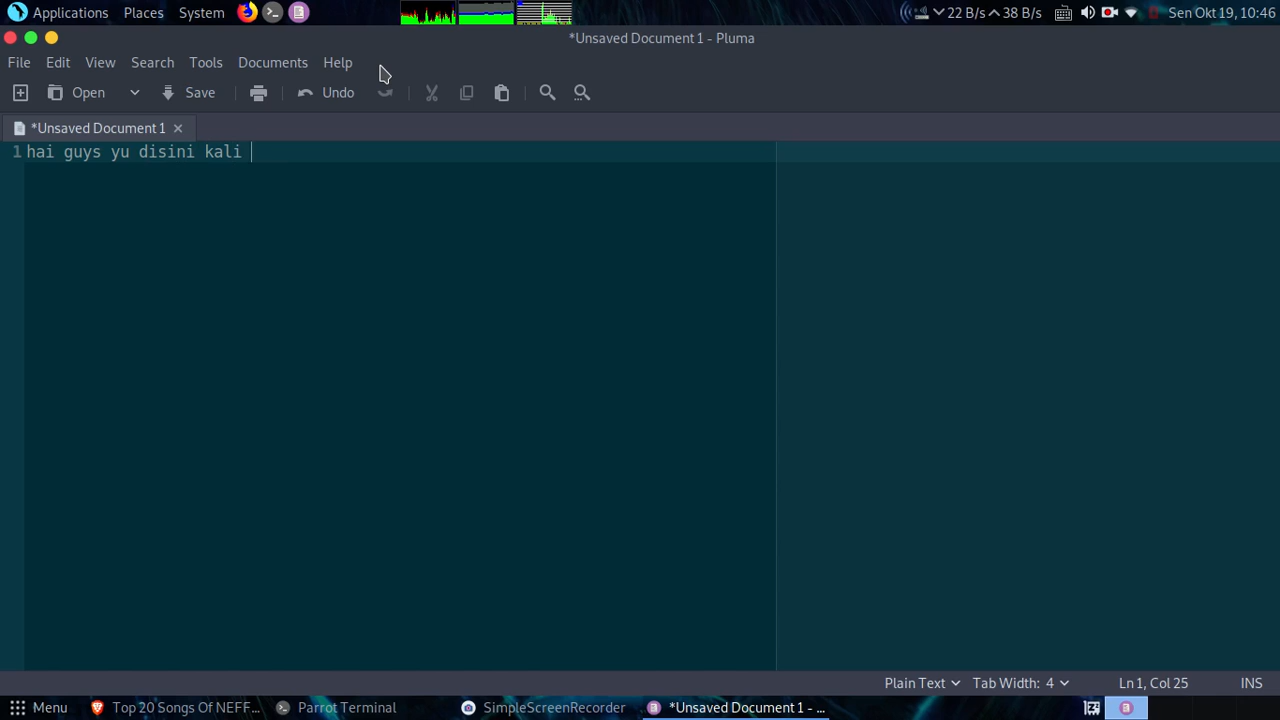 Applications Places System 22 B/s 38 B/s Sen Okt 19, 10:46
*Unsaved Document 1 - Pluma
File Edit View Search Tools Documents Help
Open Save Undo
*Unsaved Document 1
1 hai guys yu disini kali
Plain Text Tab Width: 4 Ln 1, Col 25 INS
Menu Top 20 Songs Of NEFF... Parrot Terminal SimpleScreenRecorder *Unsaved Document 1 - ...